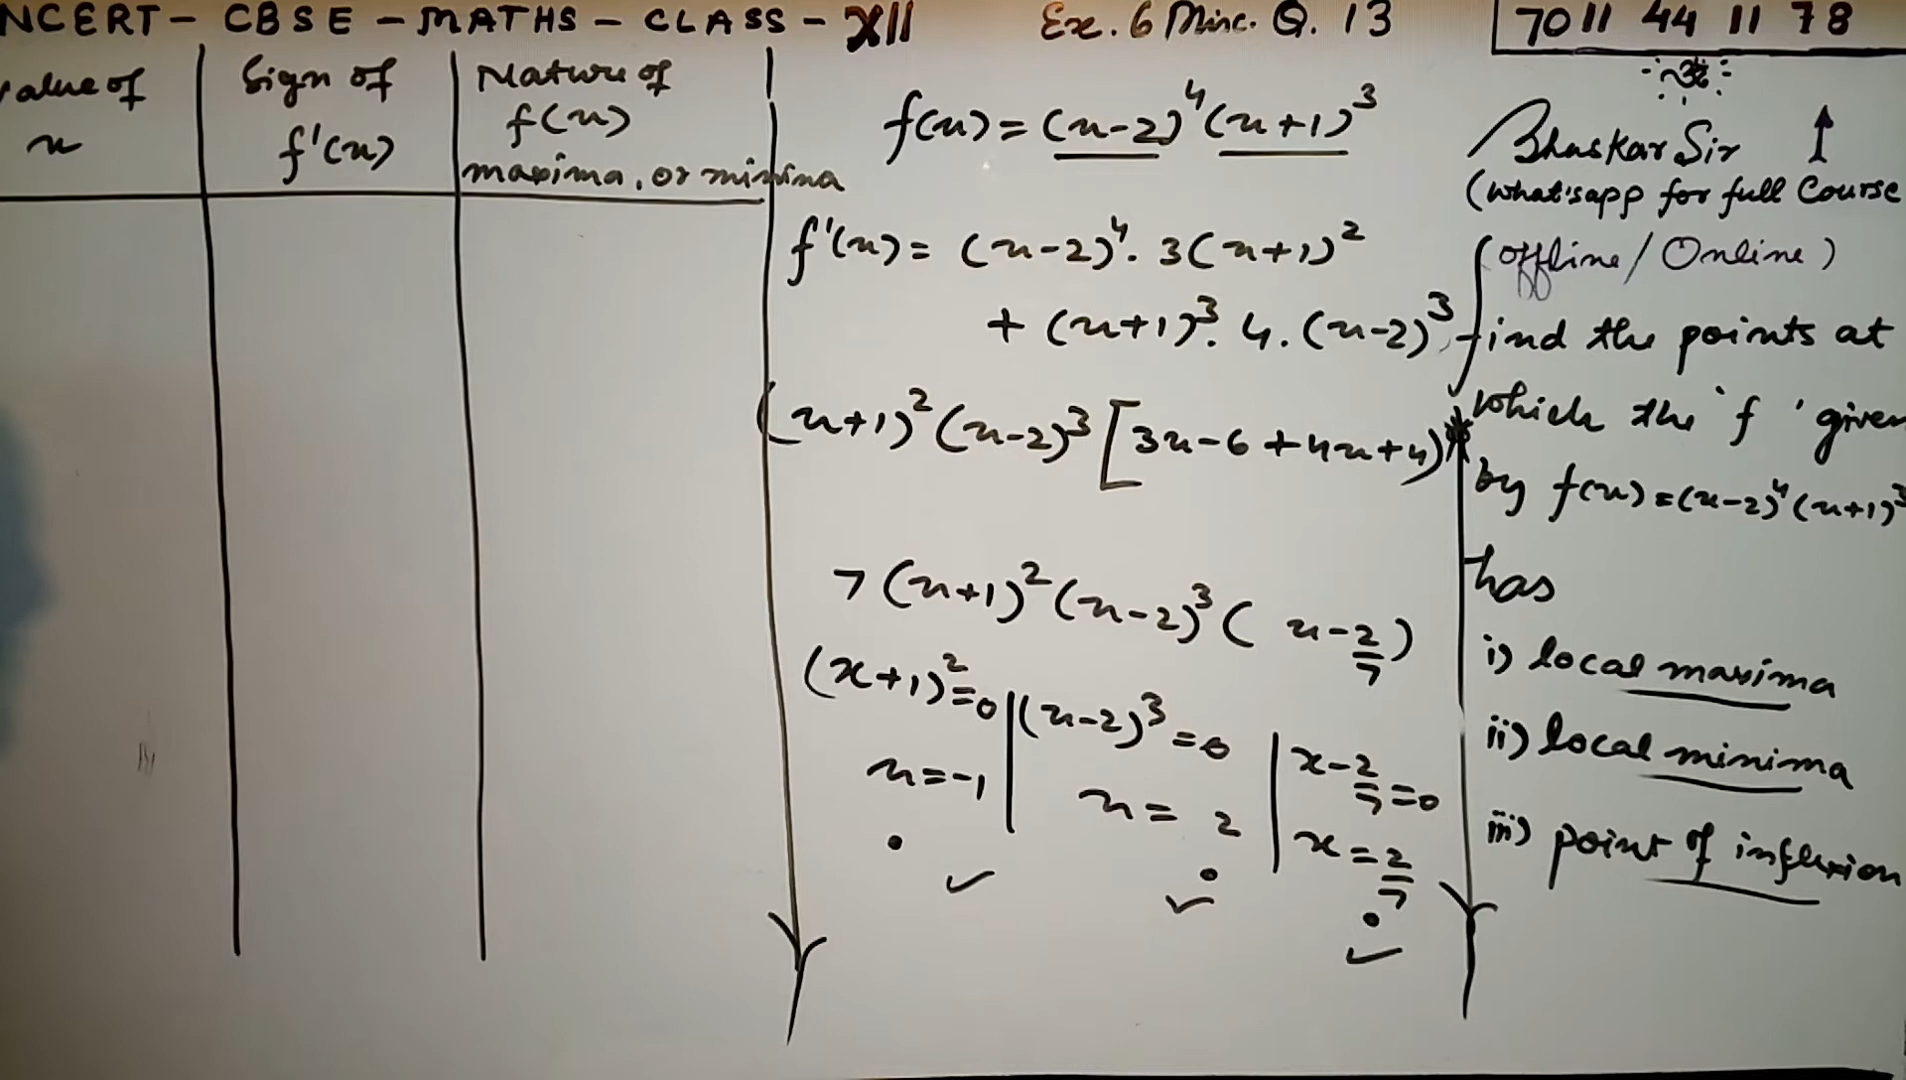 NCERT - CBSE - MATHS - CLASS - XII
Ex. 6 Misc. Q. 13
70 11 44 11 78
value of
x
Sign of
f'(x)
Nature of
f(x)
maxima, or minima
f(x) = (x-2)⁴(x+1)³
f'(x) = (x-2)⁴. 3(x+1)²
+ (x+1)³. 4. (x-2)³
(x+1)²(x-2)³[3x-6+4x+4)
7(x+1)²(x-2)³( x-2/7)
(x+1)²=0
x=-1
(x-2)³=0
x= 2
x-2/7=0
x=2/7
Bhaskar Sir
(what'sapp for full Course
(offline/Online)
find the points at
which the 'f' given
by f(x)=(x-2)⁴(x+1)³
has
i) local maxima
ii) local minima
iii) point of inflexion